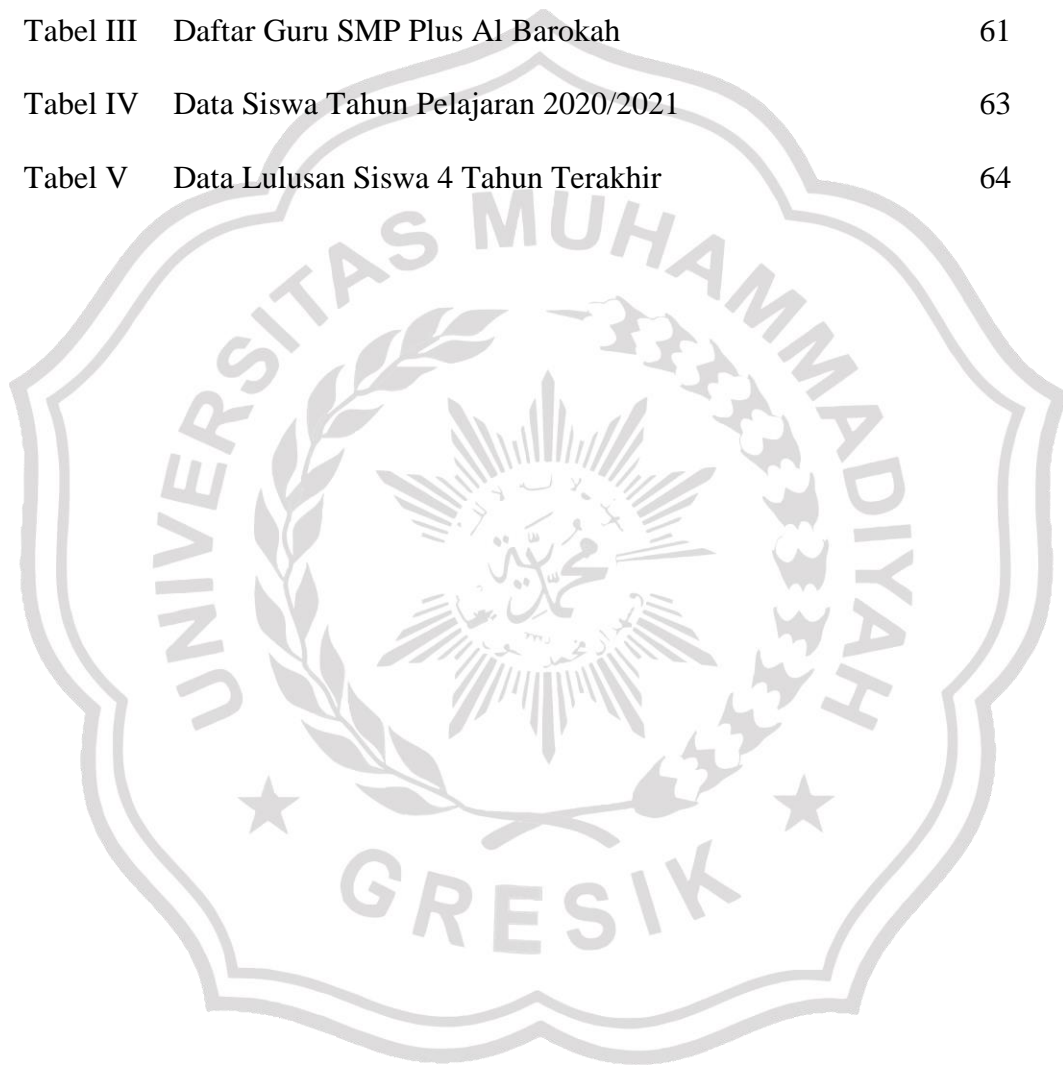 Tabel III Daftar Guru SMP Plus Al Barokah 61
Tabel IV Data Siswa Tahun Pelajaran 2020/2021 63
Tabel V Data Lulusan Siswa 4 Tahun Terakhir 64
UNIVERSITAS MUHAMMADIYAH
محمدية
GRESIK